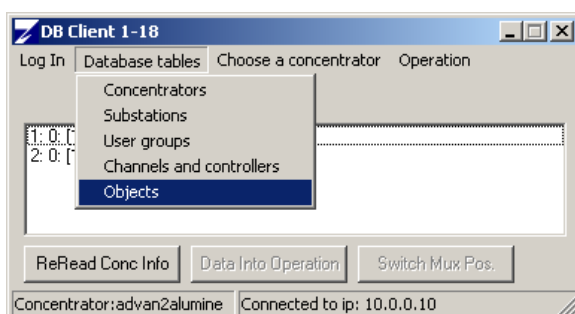 DB Client 1-18
Log In Database tables Choose a concentrator Operation
Concentrators
Substations
User groups
Channels and controllers
Objects
1: 0: [
2: 0: [
ReRead Conc Info Data Into Operation Switch Mux Pos.
Concentrator:advan2alumine Connected to ip: 10.0.0.10